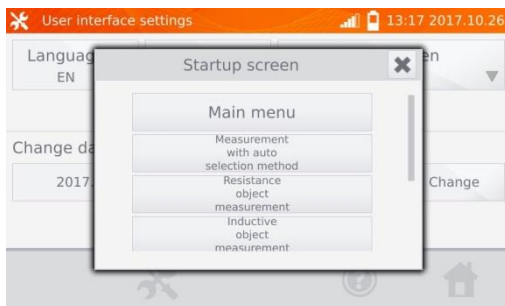 User interface settings 13:17 2017.10.26
Startup screen
Main menu
Measurement
with auto
selection method
Resistance
object
measurement
Inductive
object
measurement
Languag en
EN
Change da
2017. Change